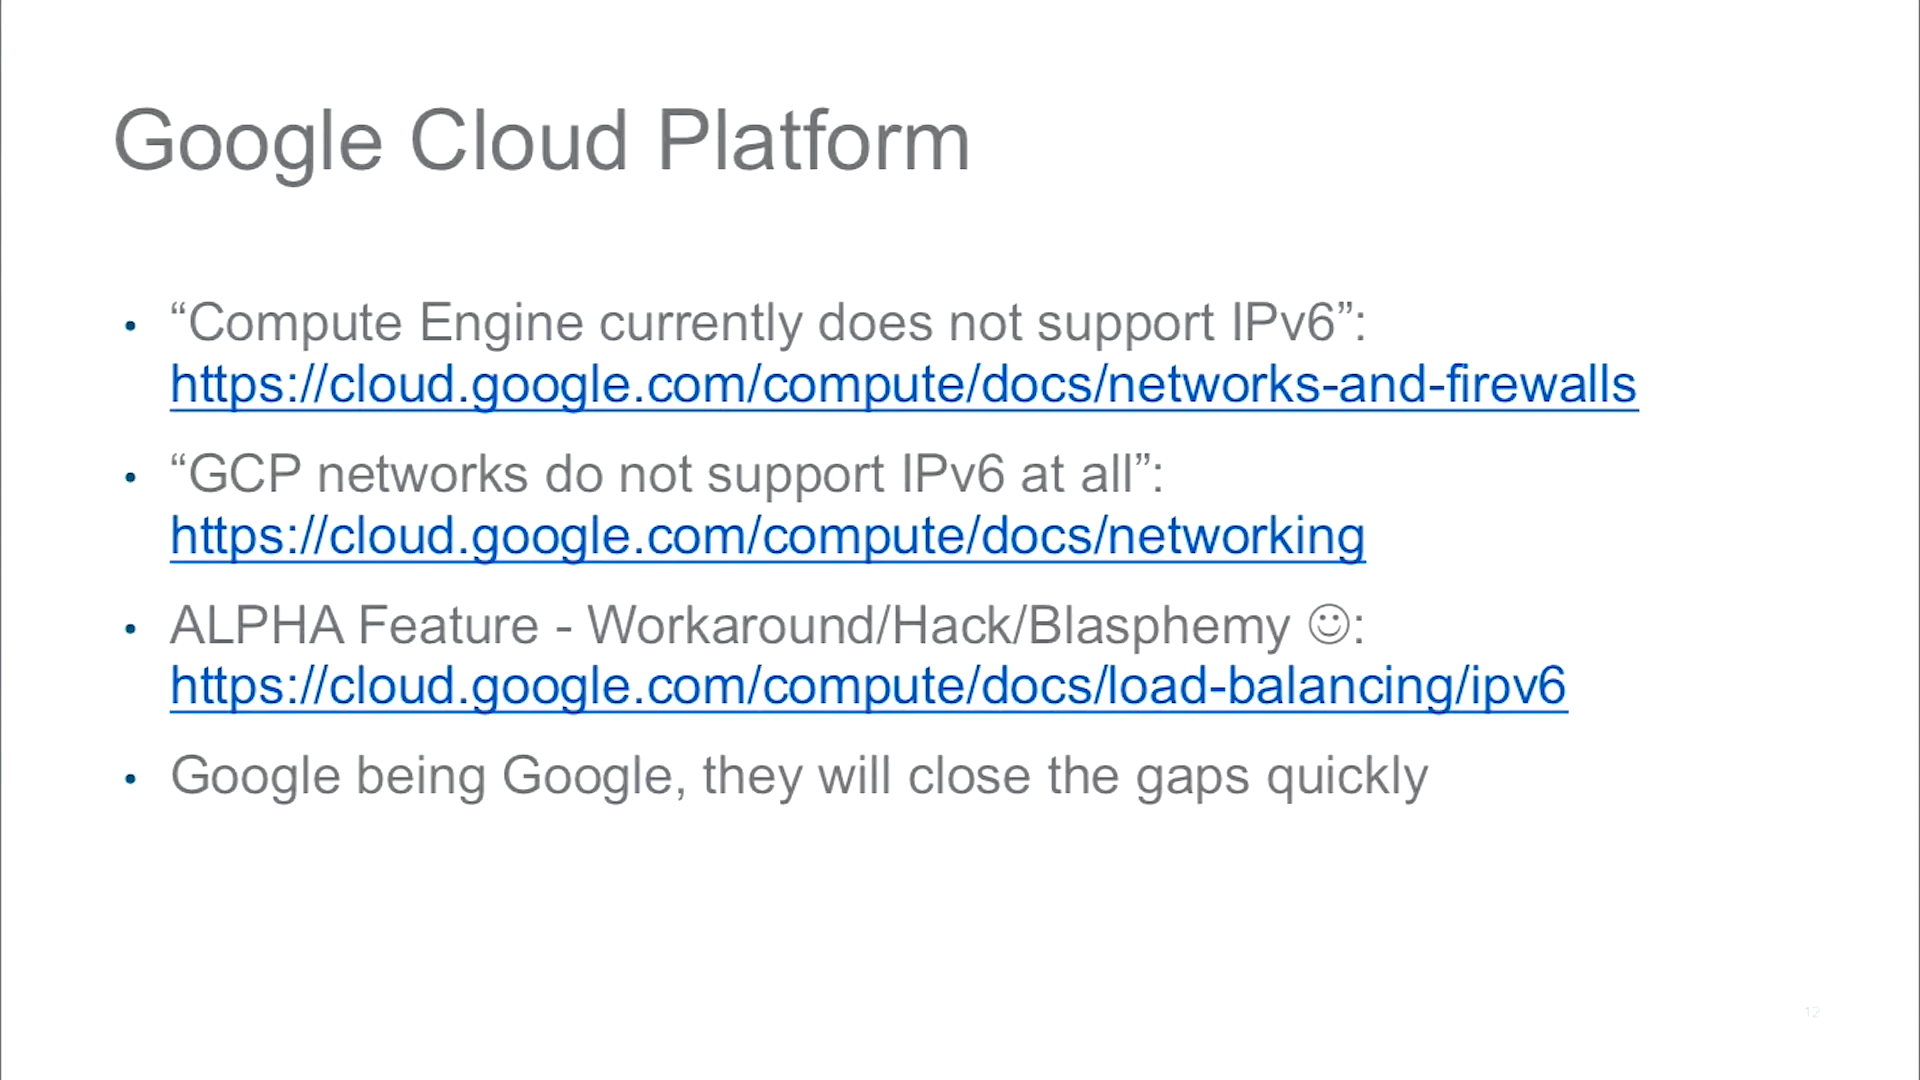 Google Cloud Platform
• “Compute Engine currently does not support IPv6”:
https://cloud.google.com/compute/docs/networks-and-firewalls
• “GCP networks do not support IPv6 at all”:
https://cloud.google.com/compute/docs/networking
• ALPHA Feature - Workaround/Hack/Blasphemy ☺:
https://cloud.google.com/compute/docs/load-balancing/ipv6
• Google being Google, they will close the gaps quickly
12